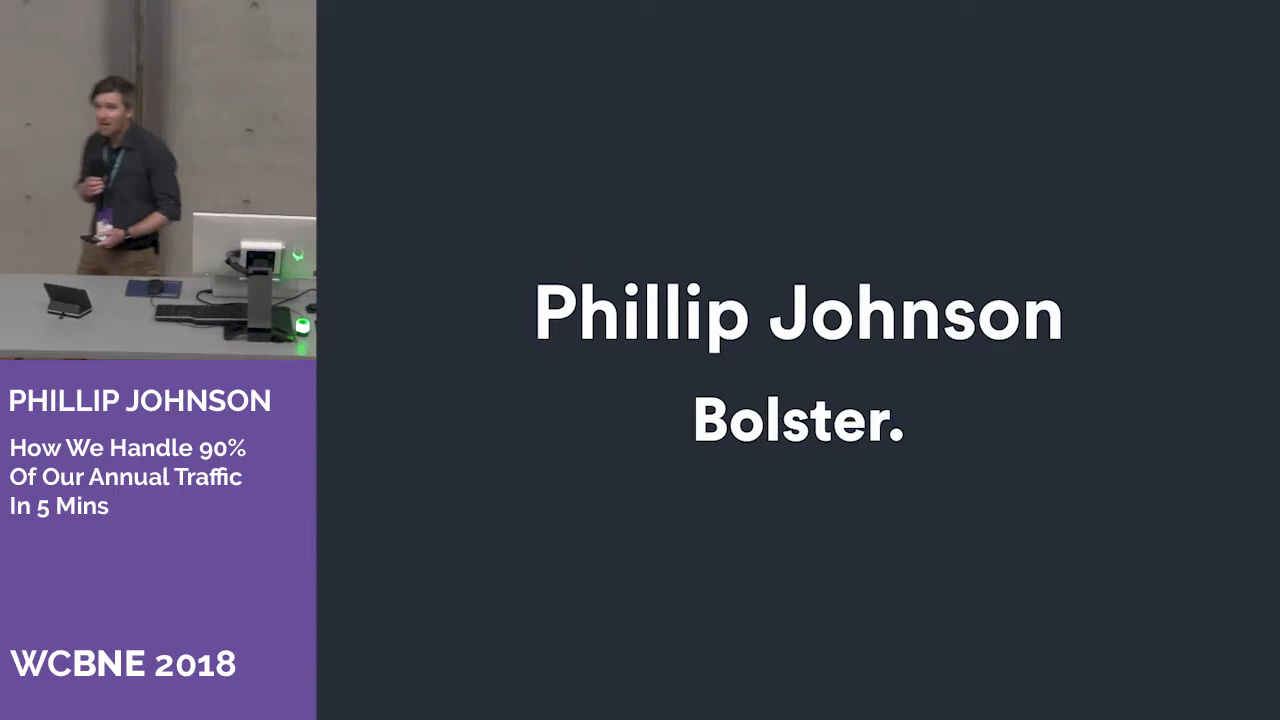 Phillip Johnson
Bolster.
PHILLIP JOHNSON
How We Handle 90%
Of Our Annual Traffic
In 5 Mins
WCBNE 2018